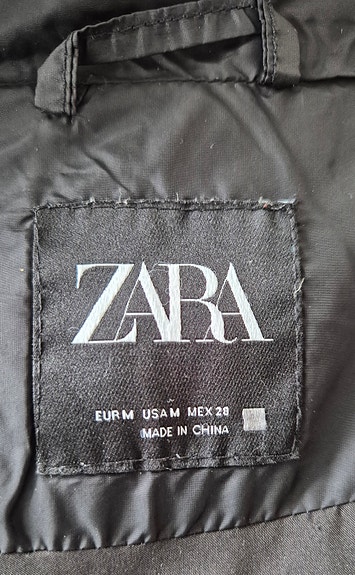 ZARA
EUR M USA M MEX 28
MADE IN CHINA